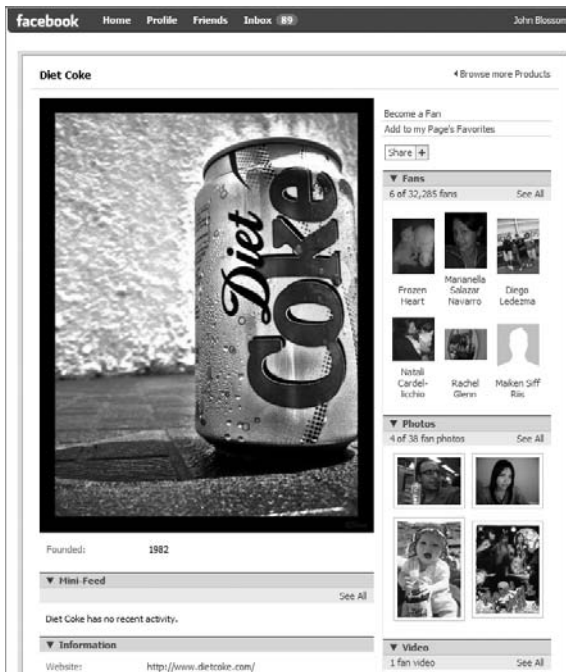 facebook Home Profile Friends Inbox 89 John Blossom
Diet Coke
Browse more Products
Diet
Coke
Founded: 1982
Mini-Feed
See All
Diet Coke has no recent activity.
Information
Website: http://www.dietcoke.com/
Become a Fan
Add to my Page's Favorites
Share +
Fans
6 of 32,285 fans See All
Frozen
Heart
Marianella
Salazar
Navarro
Diego
Ledezma
Natali
Cardel-
licchio
Rachel
Glenn
Maiken Siff
Riis
Photos
4 of 38 fan photos See All
Video
1 fan video See All